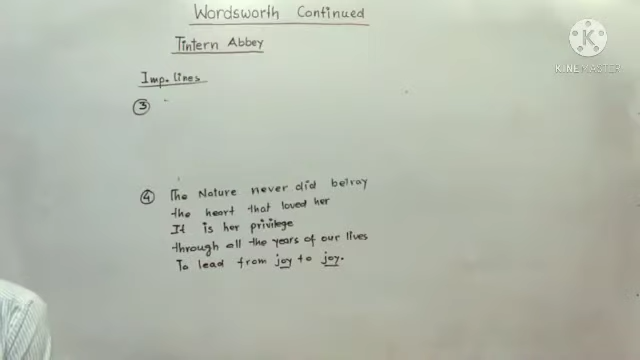 Wordsworth Continued
Tintern Abbey
Imp. lines
3
4 The Nature never did betray
the heart that loved her
It is her privilege
through all the years of our lives
To lead from joy to joy.
K
KINEMASTER